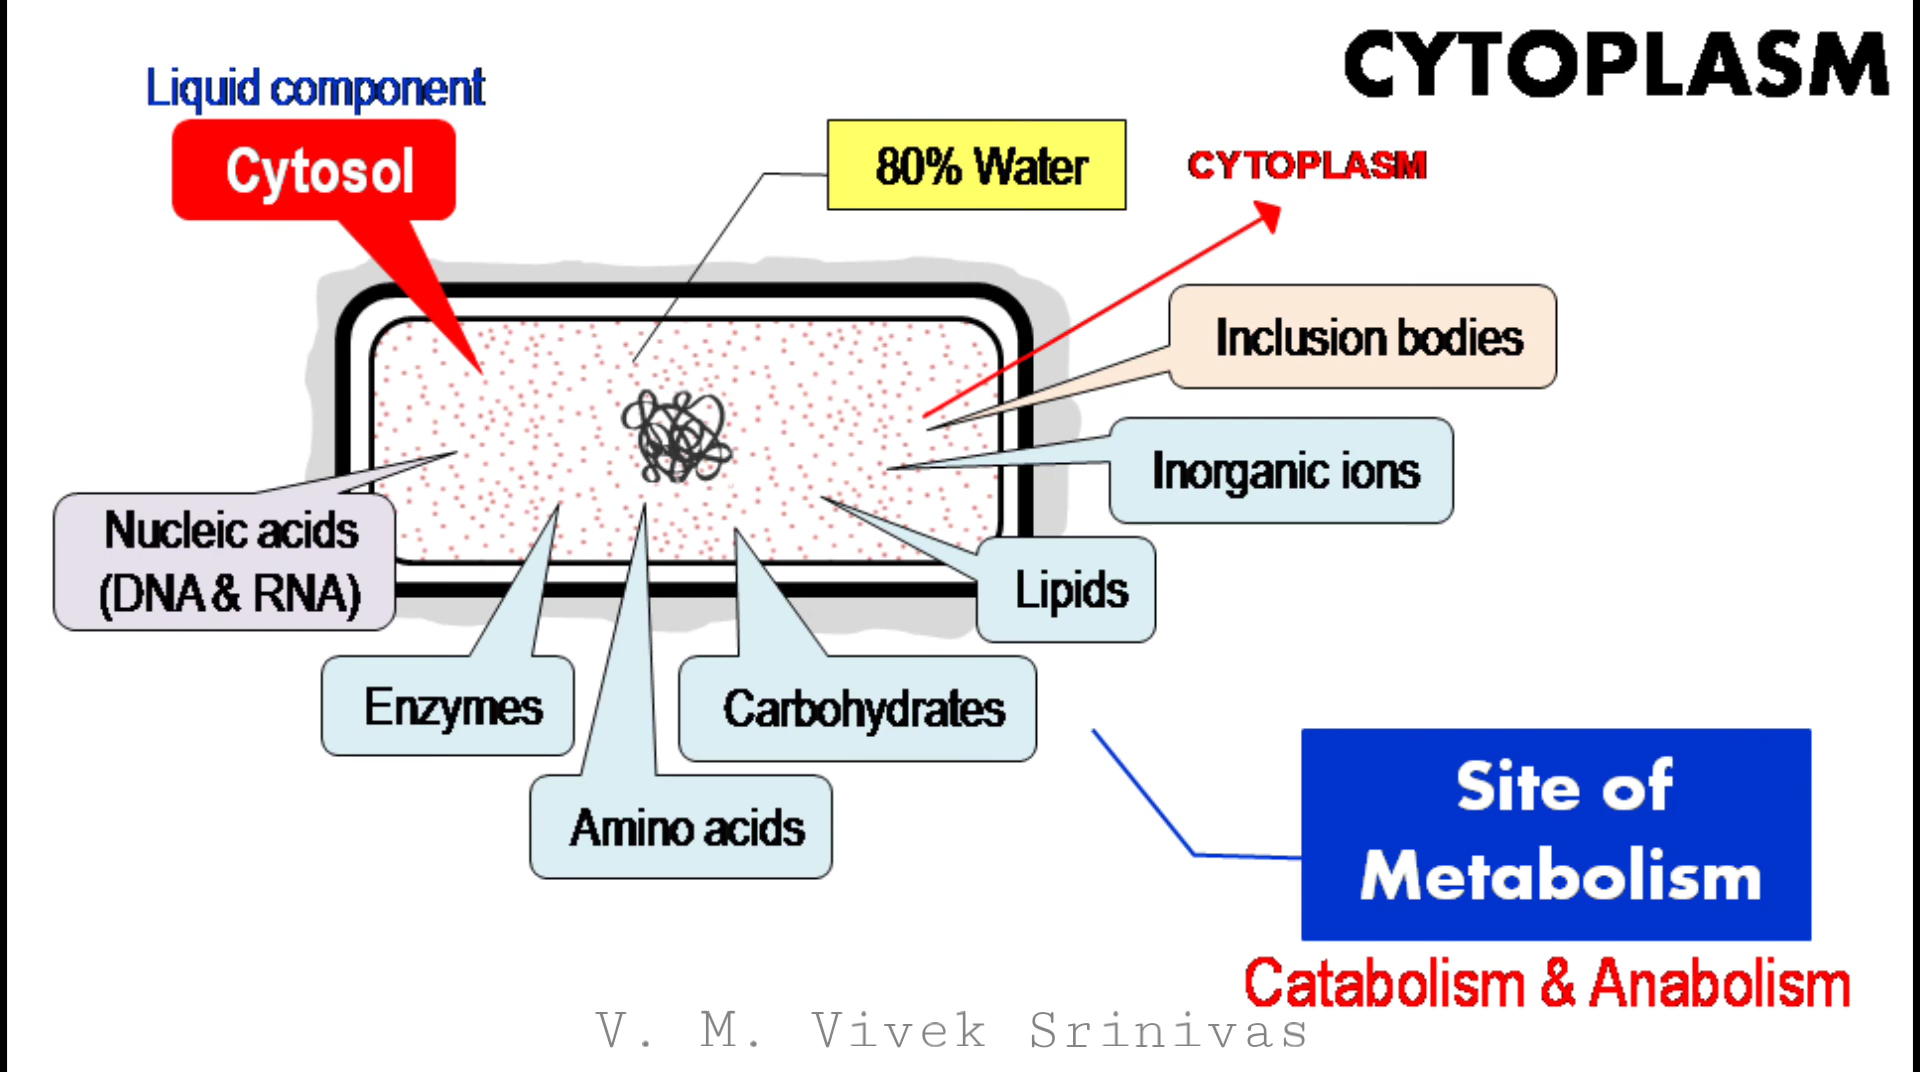 CYTOPLASM
Liquid component
Cytosol
80% Water
CYTOPLASM
Inclusion bodies
Inorganic ions
Nucleic acids
(DNA & RNA)
Lipids
Enzymes
Carbohydrates
Amino acids
Site of
Metabolism
Catabolism & Anabolism
V. M. Vivek Srinivas